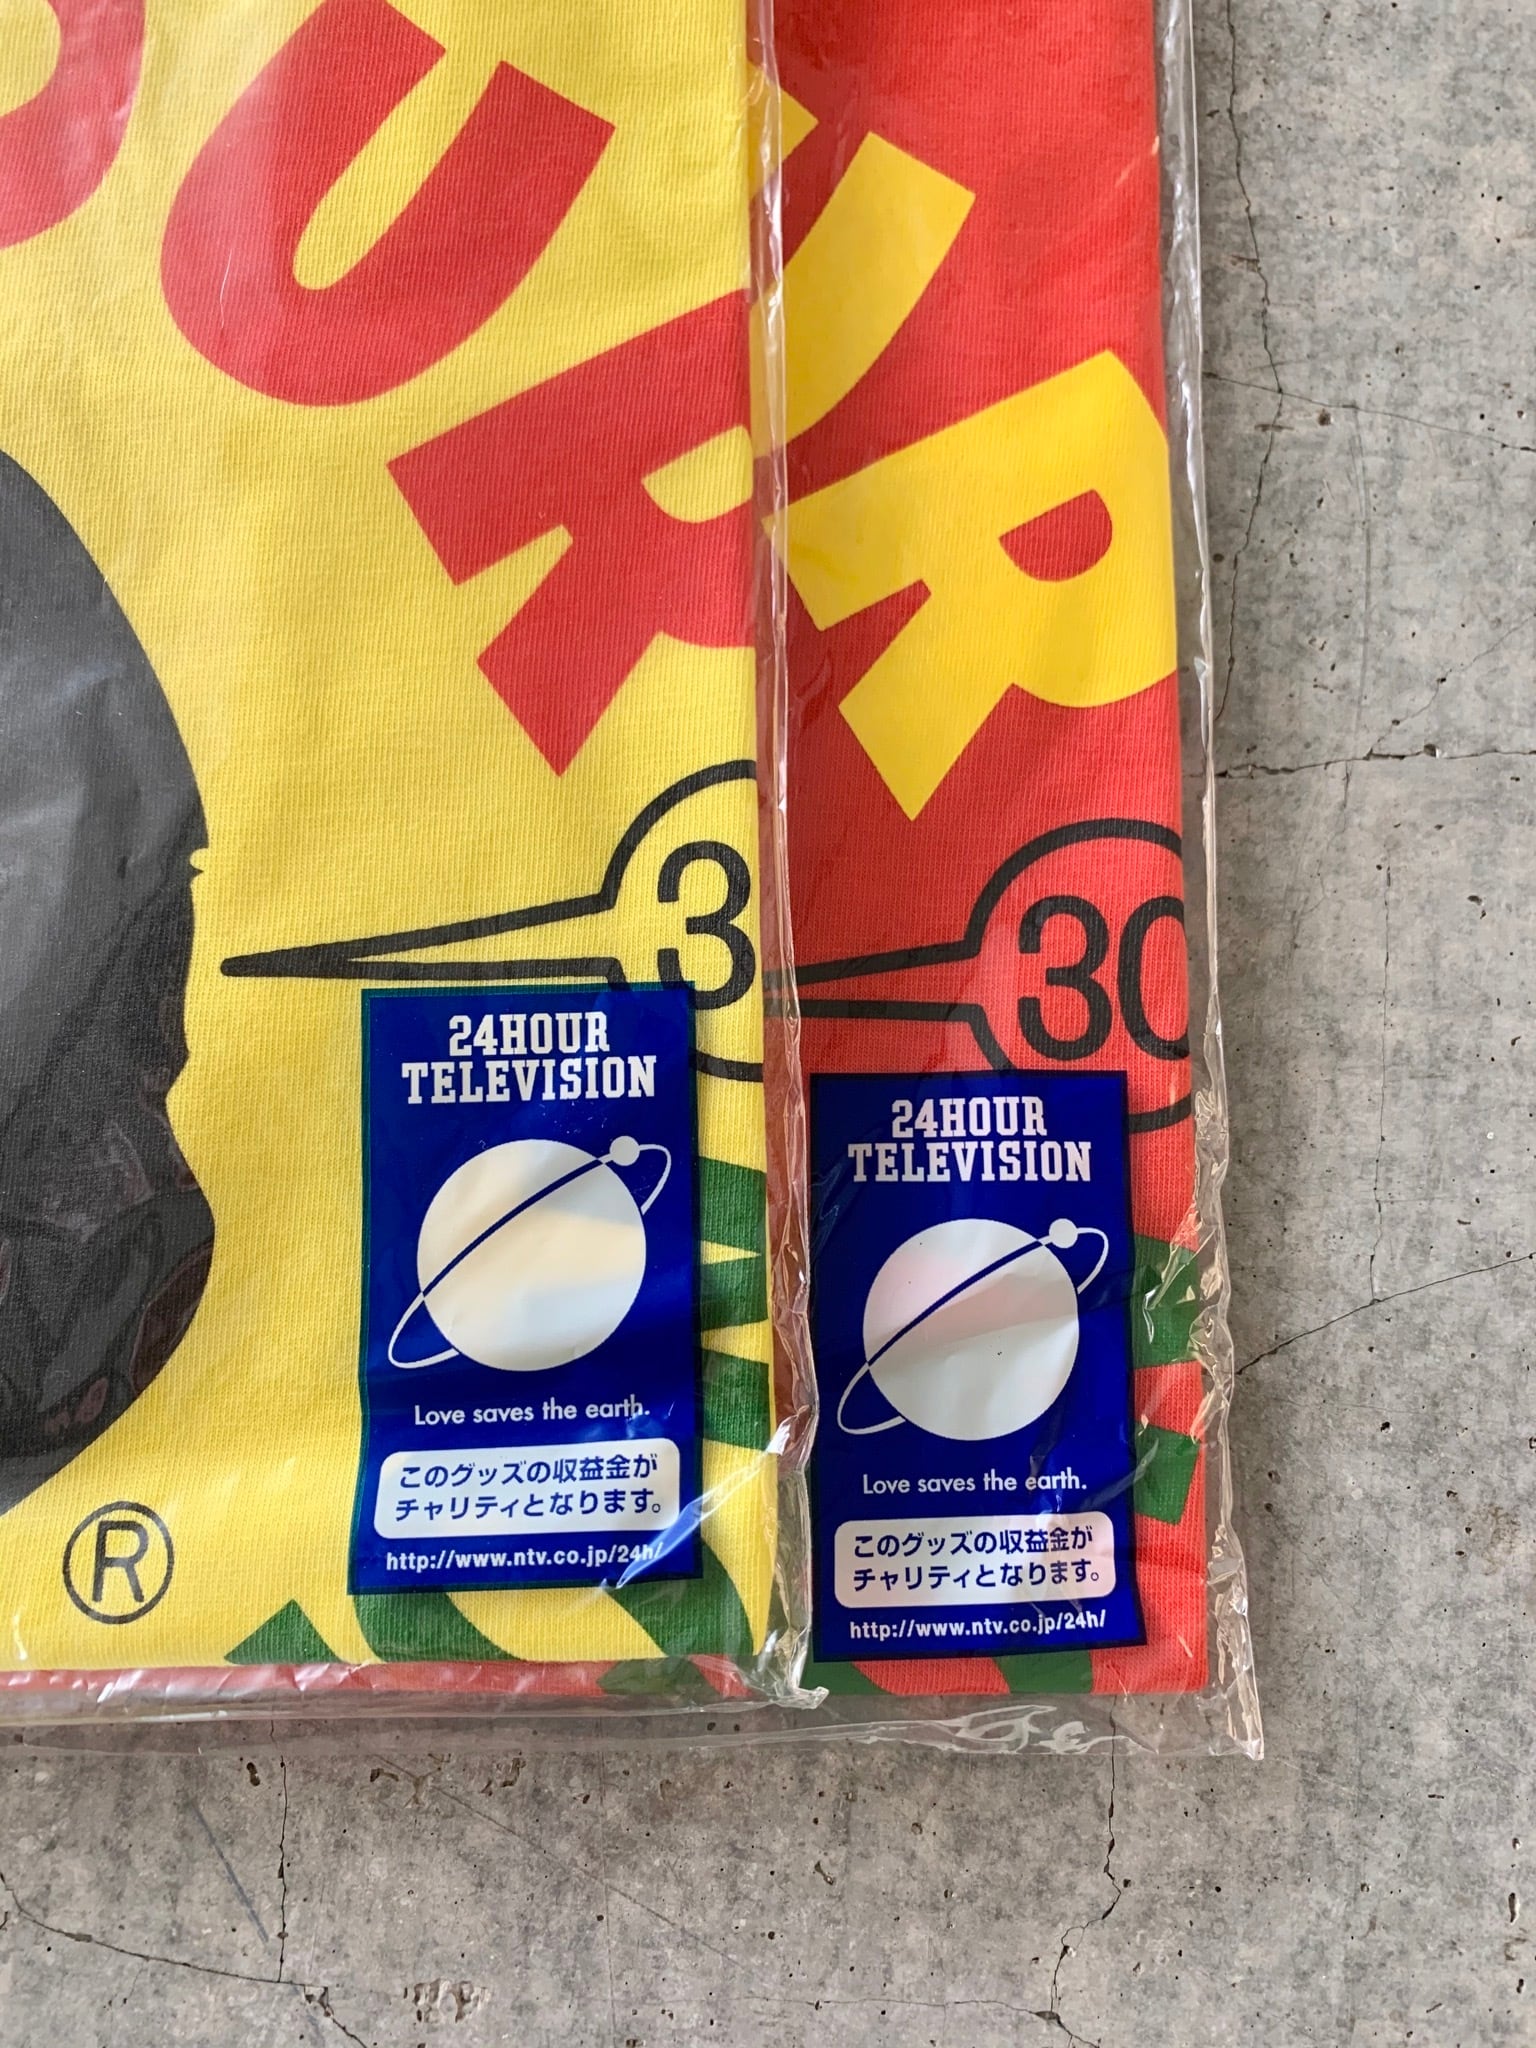 UR
3
UR
30
24HOUR
TELEVISION
Love saves the earth.
このグッズの収益金が
チャリティとなります。
http://www.ntv.co.jp/24h/
24HOUR
TELEVISION
Love saves the earth.
このグッズの収益金が
チャリティとなります。
http://www.ntv.co.jp/24h/
®